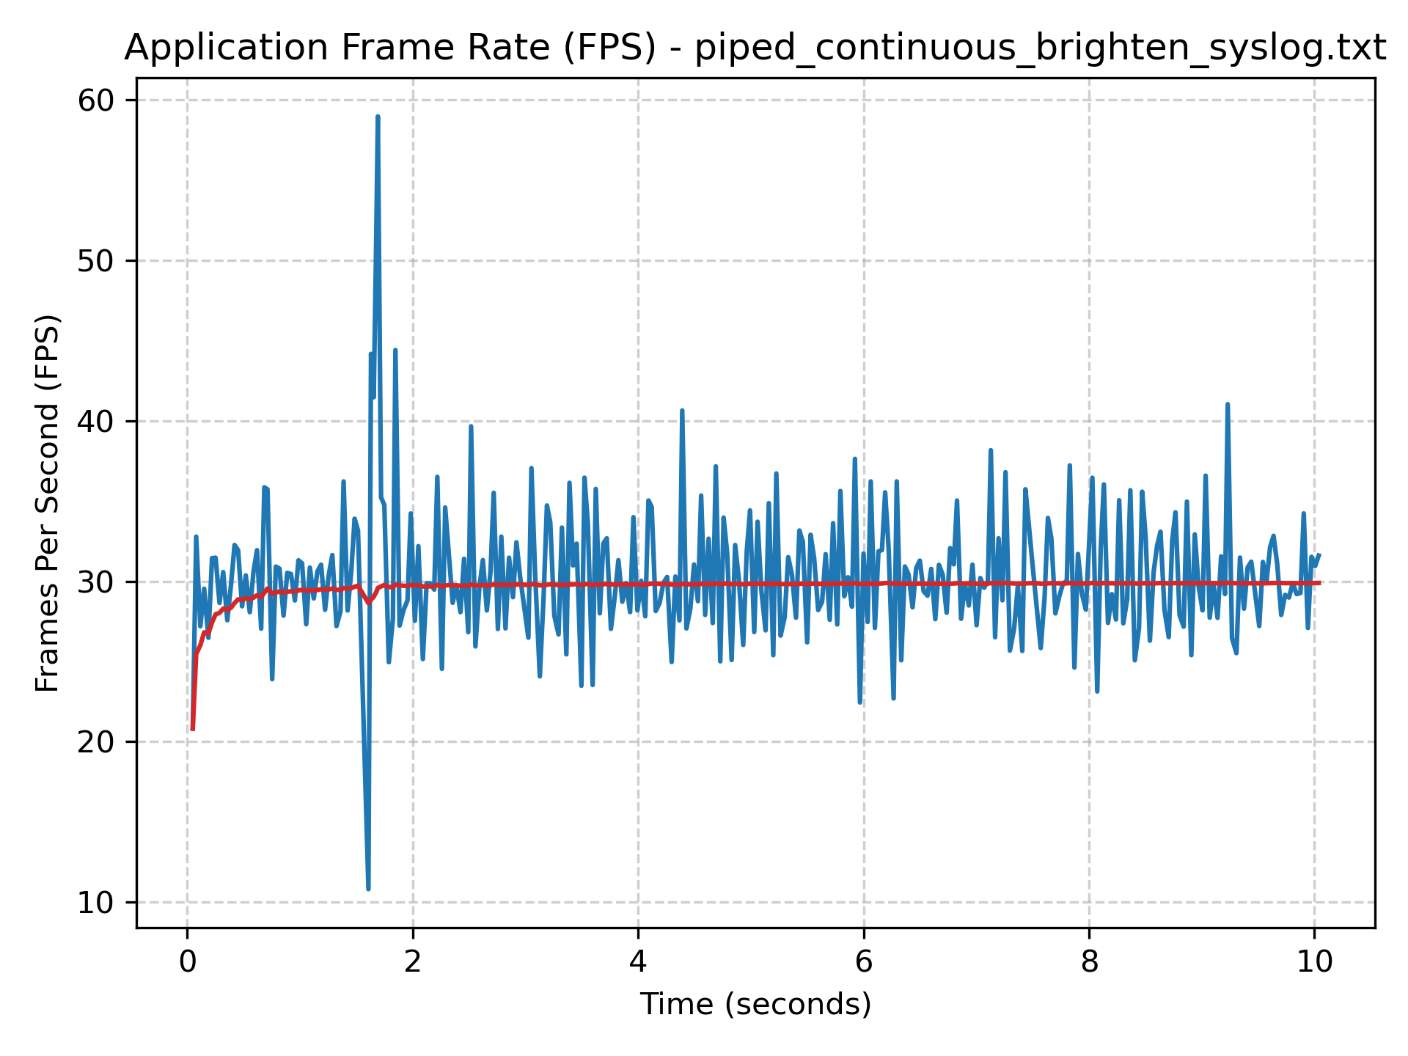 Application Frame Rate (FPS) - piped_continuous_brighten_syslog.txt
60
50
40
30
20
10
Frames Per Second (FPS)
0 2 4 6 8 10
Time (seconds)